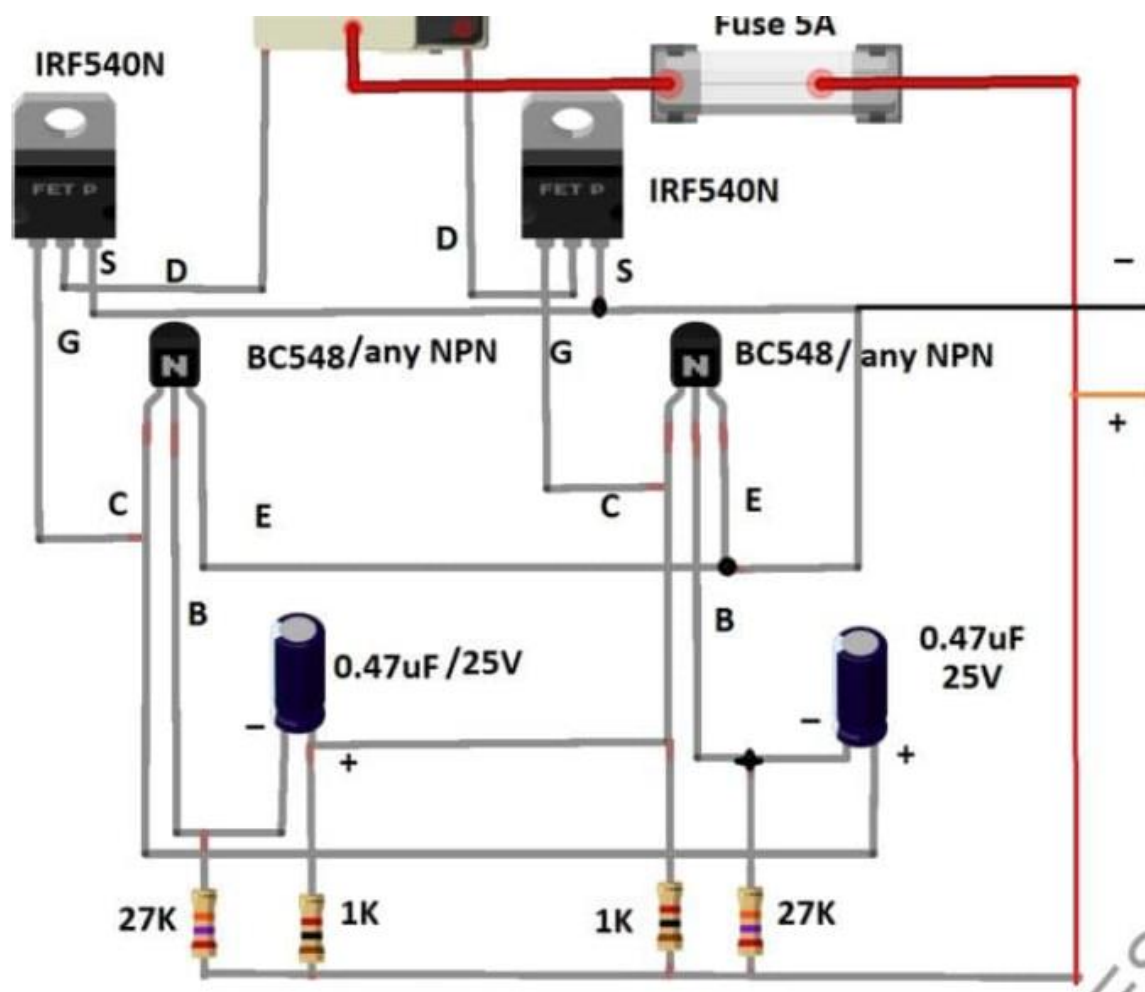 Fuse 5A
IRF540N
FET P
FET P
IRF540N
D
S
D
S
–
G
BC548/any NPN
G
BC548/any NPN
N
N
+
C
E
C
E
B
B
0.47uF/25V
0.47uF
25V
–
+
–
+
27K
1K
1K
27K